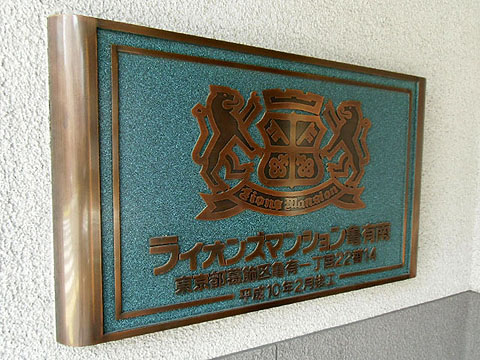 Lions Mansion
ライオンズマンション亀有南
東京都葛飾区亀有一丁目22番14
平成10年2月竣工